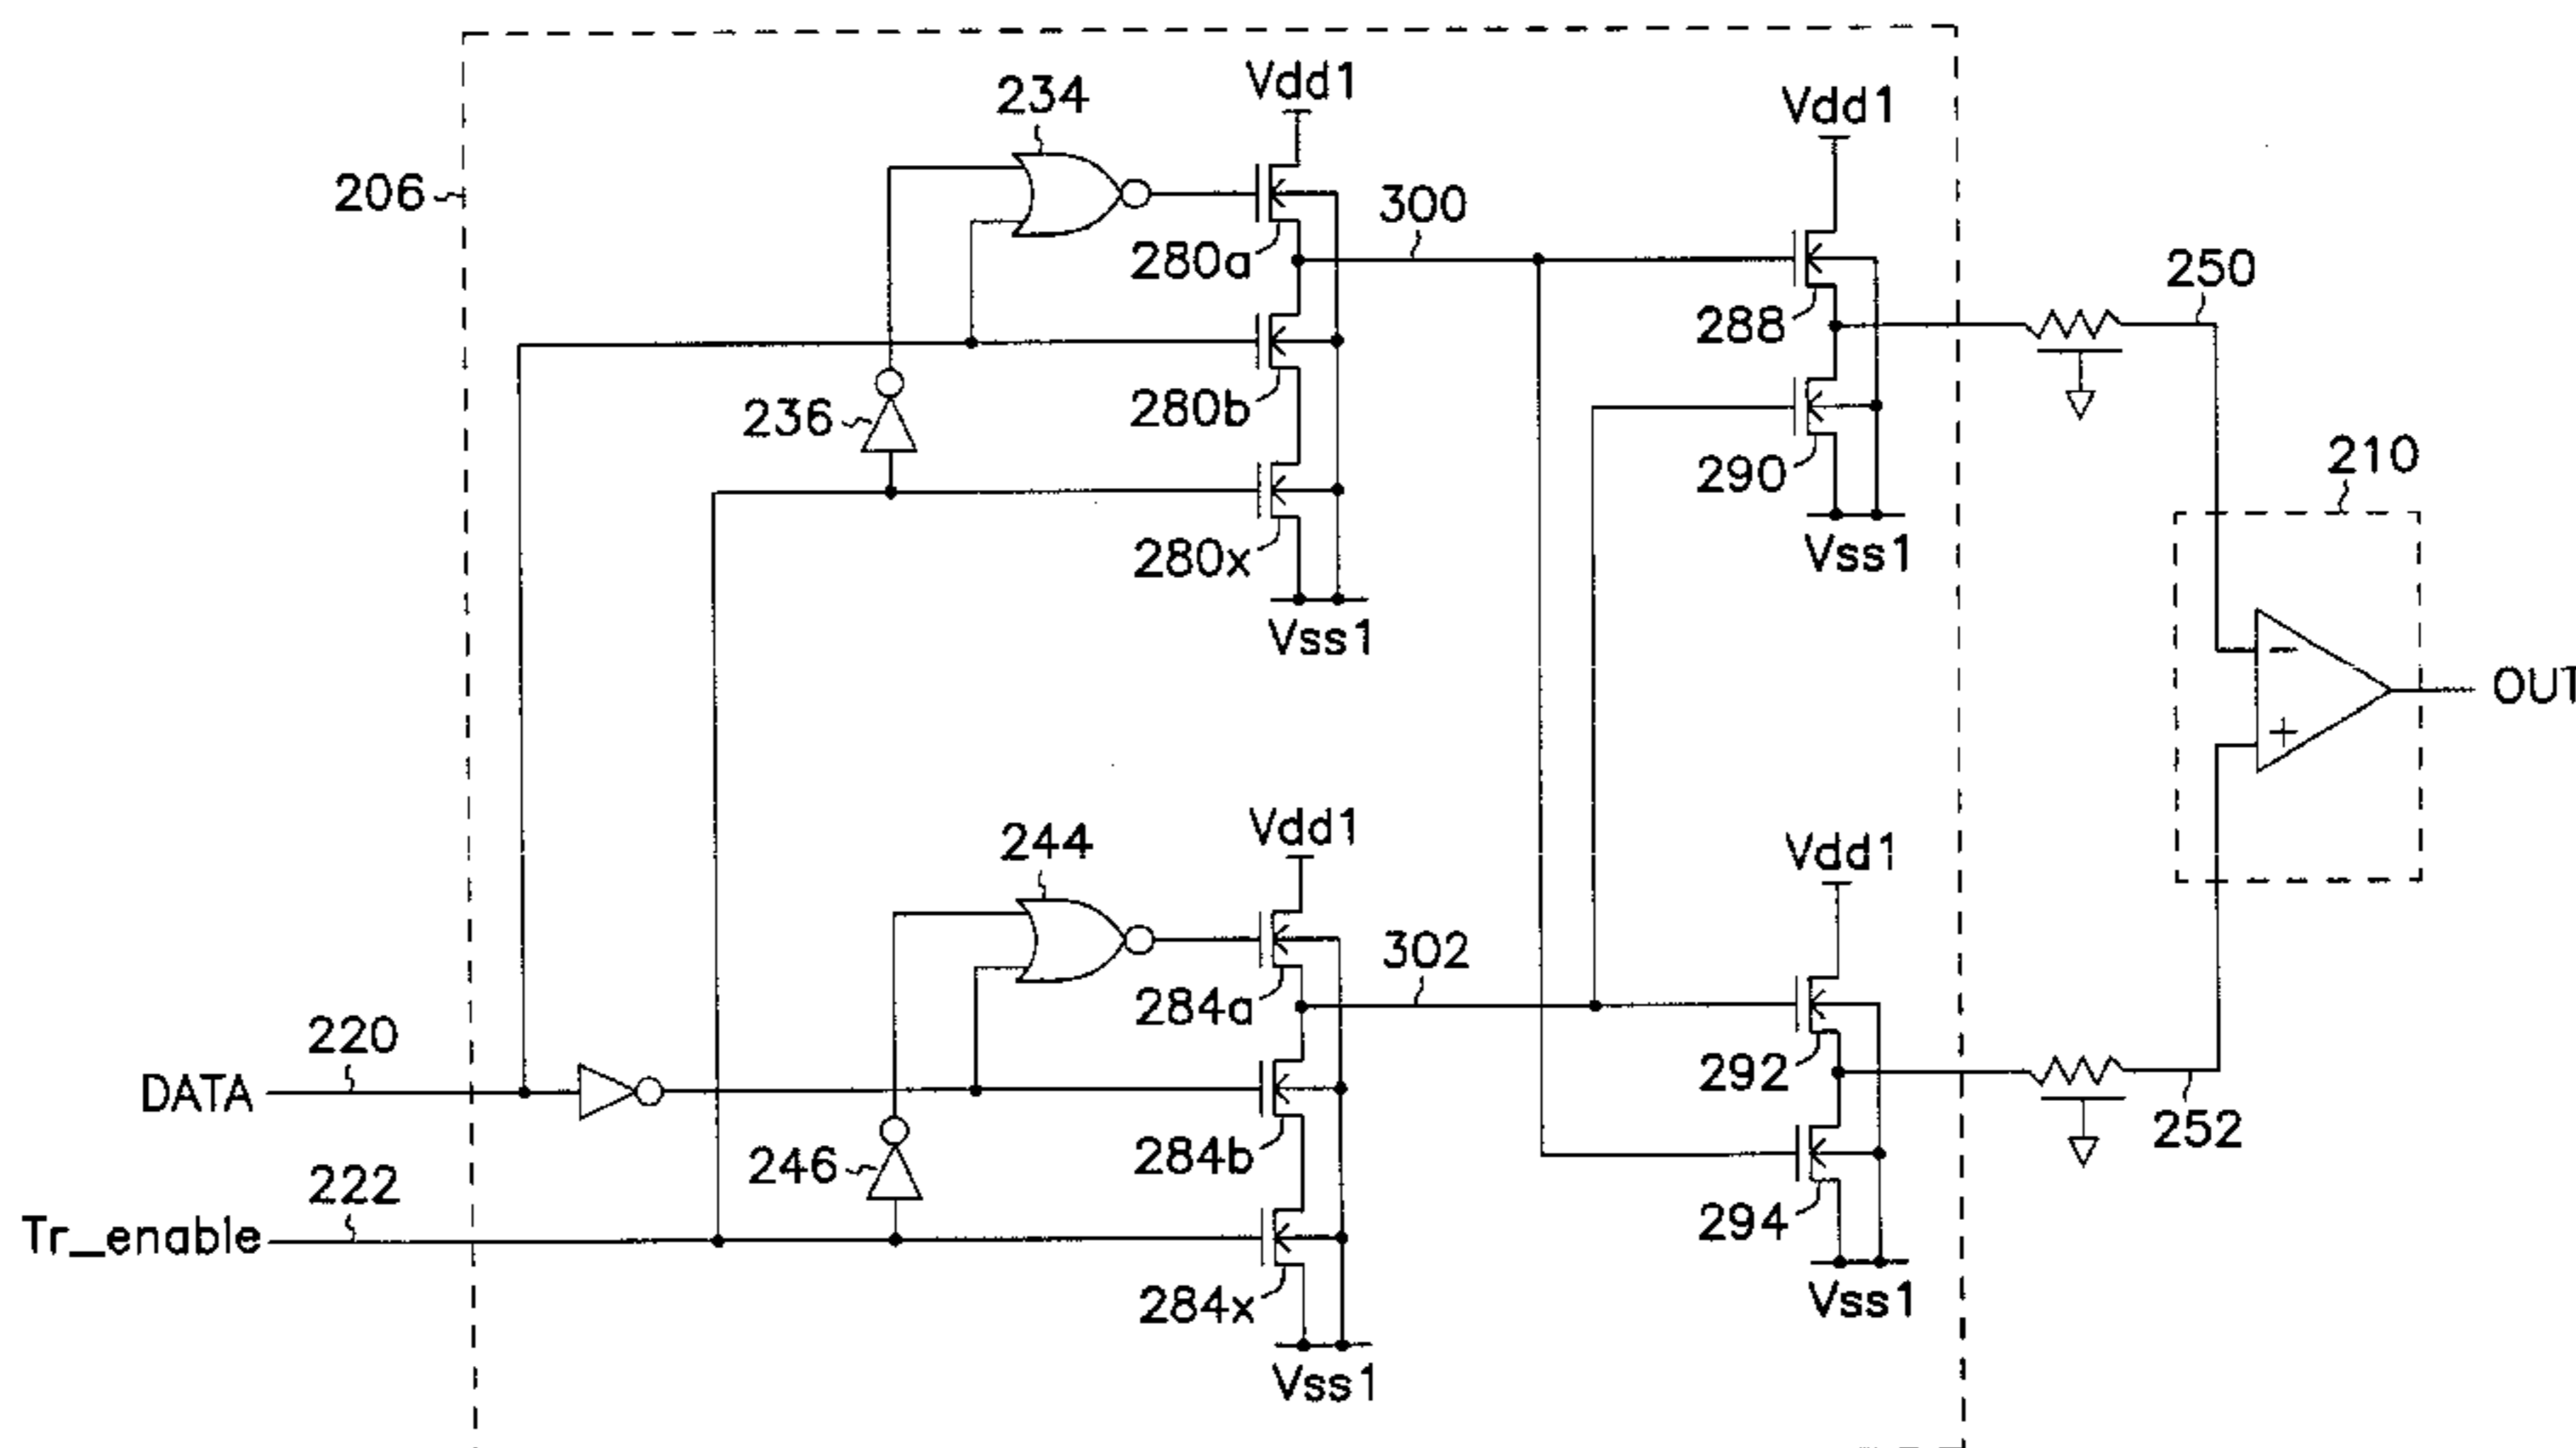 Vdd1
234
Vdd1
206
300
280a
250
288
280b
236
210
290
280x
Vss1
Vss1
−
OUT
+
Vdd1
244
Vdd1
302
284a
220
292
DATA
252
284b
246
222
294
Tr_enable
284x
Vss1
Vss1